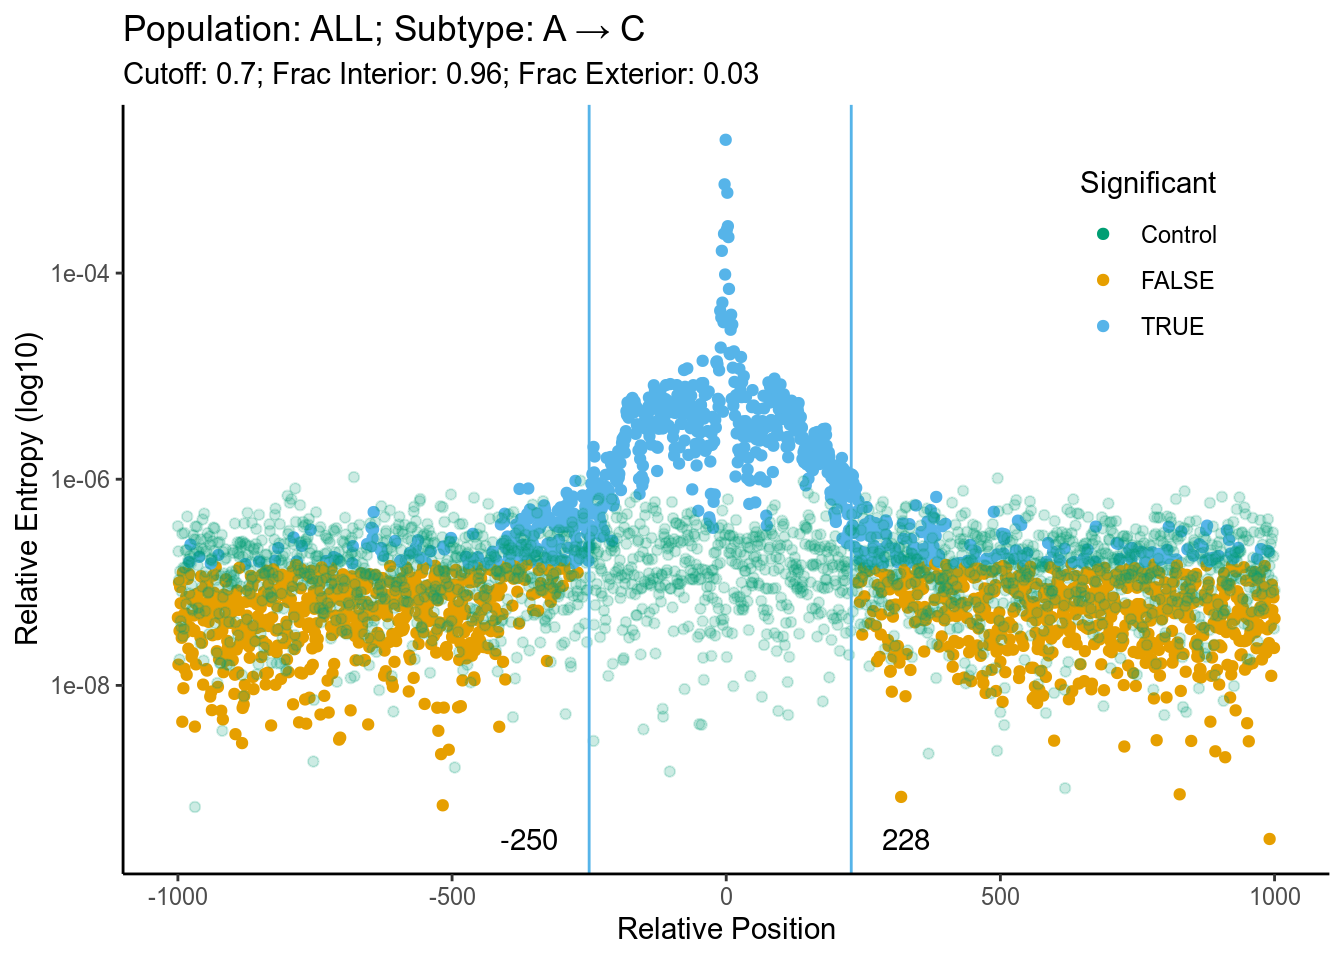 Population: ALL; Subtype: A → C
Cutoff: 0.7; Frac Interior: 0.96; Frac Exterior: 0.03
Significant
Control
FALSE
TRUE
1e-04
1e-06
1e-08
Relative Entropy (log10)
-250
228
-1000
-500
0
500
1000
Relative Position